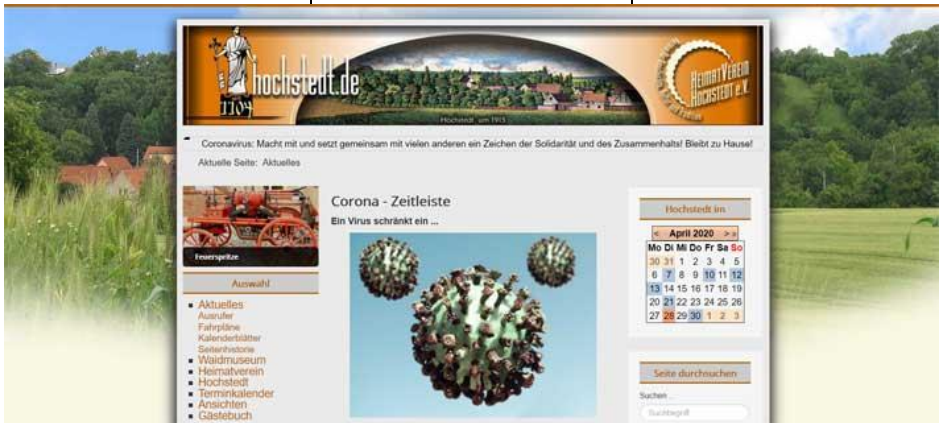 hochstedt.de
1104
HEIMATVEREIN
HOCHSTEDT e.V.
Hochstedt um 1915
Coronavirus: Macht mit und setzt gemeinsam mit vielen anderen ein Zeichen der Solidarität und des Zusammenhalts! Bleibt zu Hause!
Aktuelle Seite: Aktuelles
Feuerspritze
Auswahl
Aktuelles
Ausrufer
Fahrpläne
Kalenderblätter
Seitenhistorie
Waidmuseum
Heimatverein
Hochstedt
Terminkalender
Ansichten
Gästebuch
Corona - Zeitleiste
Ein Virus schränkt ein ...
Hochstedt im
< April 2020 > »
Mo Di Mi Do Fr Sa So
30 31 1 2 3 4 5
6 7 8 9 10 11 12
13 14 15 16 17 18 19
20 21 22 23 24 25 26
27 28 29 30 1 2 3
Seite durchsuchen
Suchen ...
Suchbegriff